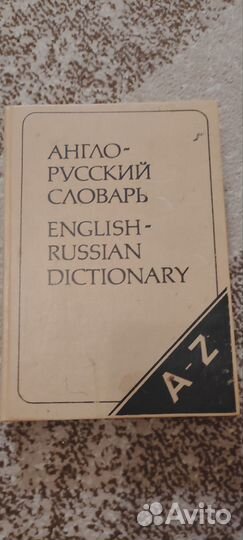 АНГЛО-
РУССКИЙ
СЛОВАРЬ
ENGLISH-
RUSSIAN
DICTIONARY
A-Z
Avito